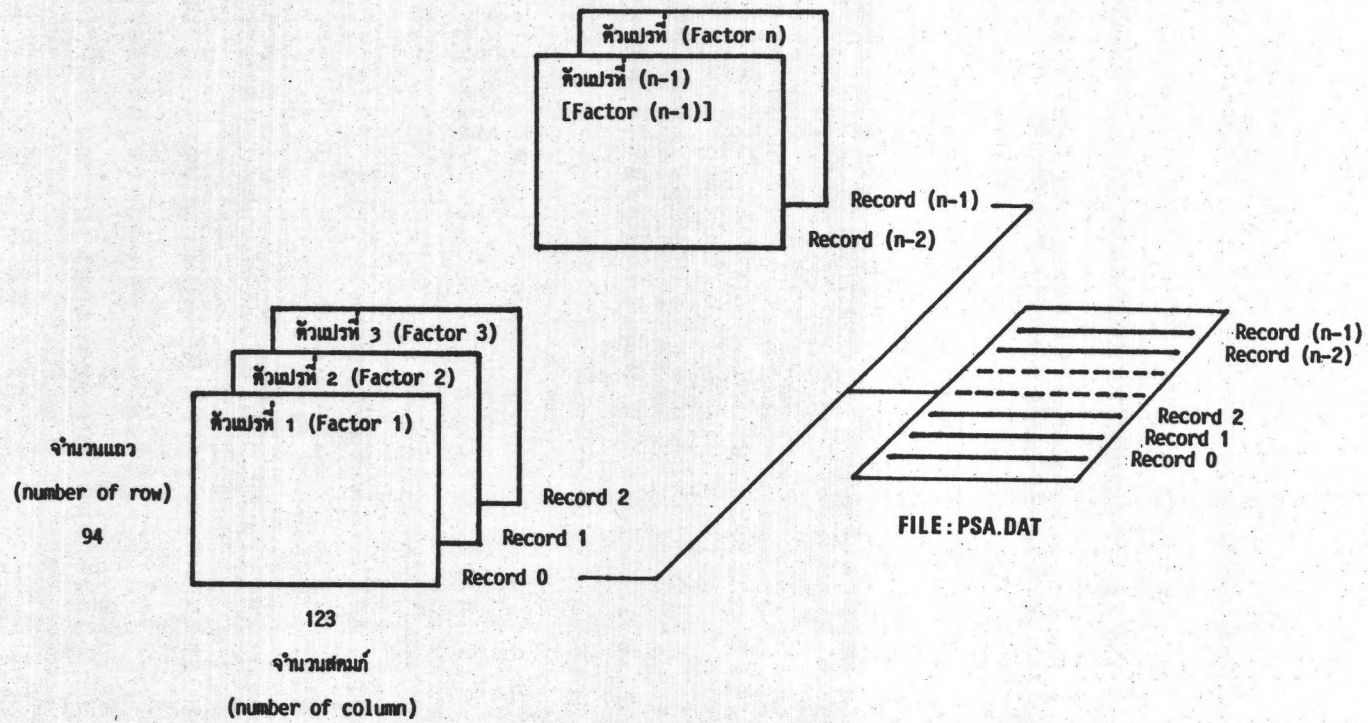 ตัวแปรที่ (Factor n)
ตัวแปรที่ (n-1)
[Factor (n-1)]
Record (n-1)
Record (n-2)
ตัวแปรที่ 3 (Factor 3)
ตัวแปรที่ 2 (Factor 2)
ตัวแปรที่ 1 (Factor 1)
จำนวนแถว
(number of row)
94
Record 2
Record 1
Record 0
123
จำนวนสดมภ์
(number of column)
Record (n-1)
Record (n-2)
Record 2
Record 1
Record 0
FILE:PSA.DAT